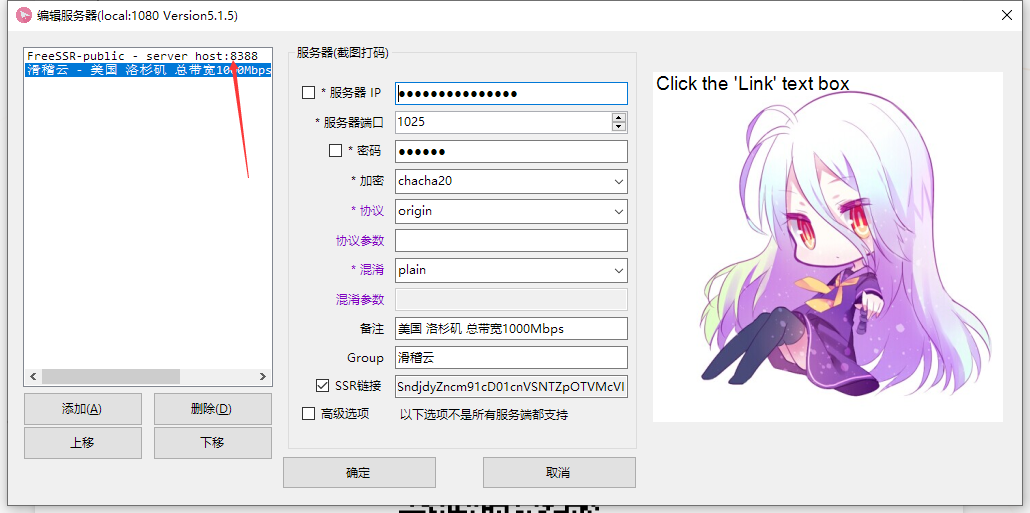 编辑服务器(local:1080 Version5.1.5)
FreeSSR-public - server host:8388
滑稽云 - 美国 洛杉矶 总带宽1000Mbps
添加(A)
删除(D)
上移
下移
服务器(截图打码)
* 服务器 IP ●●●●●●●●●●●●●●●
* 服务器端口 1025
* 密码 ●●●●●●
* 加密 chacha20
* 协议 origin
协议参数
* 混淆 plain
混淆参数
备注 美国 洛杉矶 总带宽1000Mbps
Group 滑稽云
SSR链接 SndjdyZncm91cD01cnVSNTZpOTVMcVI
高级选项 以下选项不是所有服务端都支持
确定
取消
Click the 'Link' text box